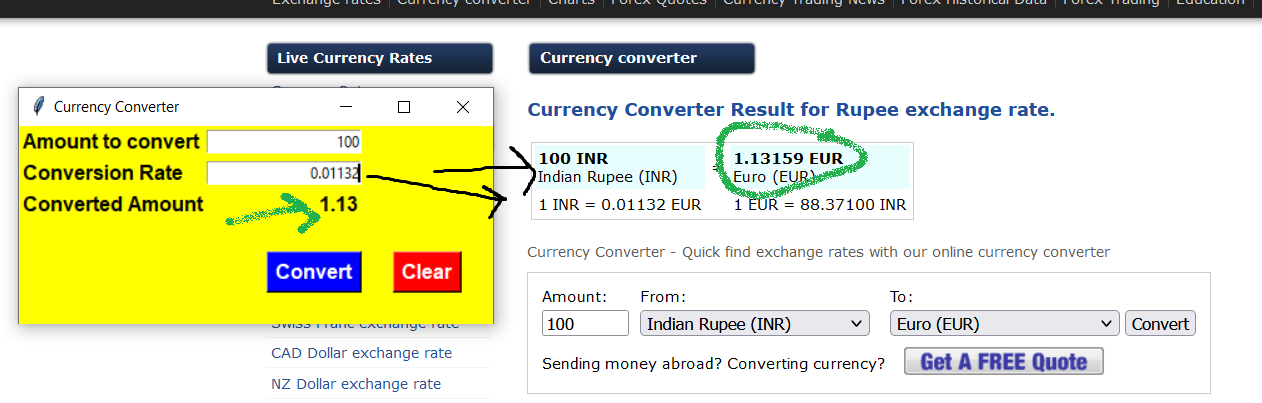 Exchange rates Currency converter Charts Forex Quotes Currency Trading News Forex Historical Data Forex Trading Education
Live Currency Rates
Currency converter
Currency Converter
Amount to convert 100
Conversion Rate 0.01132
Converted Amount 1.13
Convert Clear
Swiss Franc exchange rate
CAD Dollar exchange rate
NZ Dollar exchange rate
Currency Converter Result for Rupee exchange rate.
100 INR = 1.13159 EUR
Indian Rupee (INR) Euro (EUR)
1 INR = 0.01132 EUR 1 EUR = 88.37100 INR
Currency Converter - Quick find exchange rates with our online currency converter
Amount: From: To:
100 Indian Rupee (INR) Euro (EUR) Convert
Sending money abroad? Converting currency? Get A FREE Quote